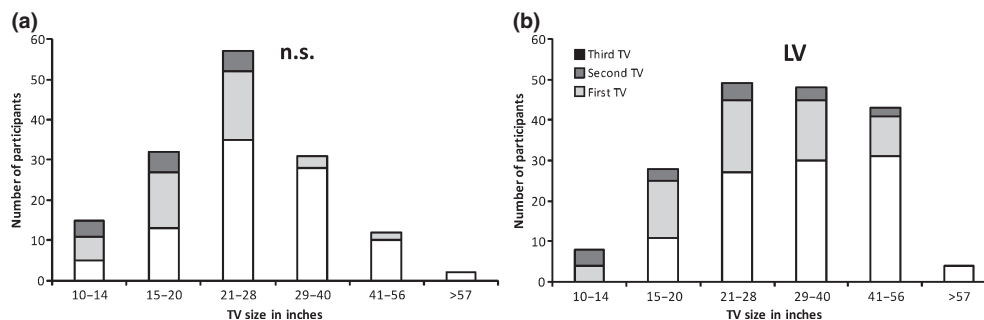 (a)
n.s.
Number of participants
60
50
40
30
20
10
0
10–14 15–20 21–28 29–40 41–56 >57
TV size in inches
(b)
LV
Third TV
Second TV
First TV
Number of participants
60
50
40
30
20
10
0
10–14 15–20 21–28 29–40 41–56 >57
TV size in inches